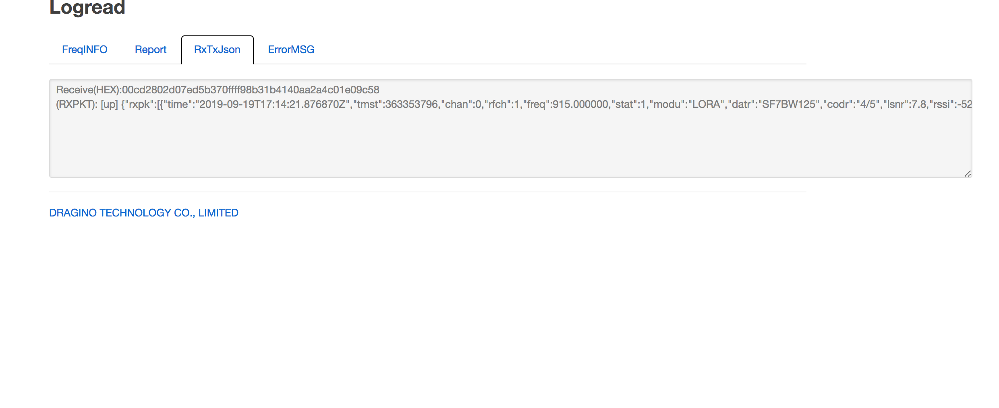 Logread
FreqINFO Report RxTxJson ErrorMSG
Receive(HEX):00cd2802d07ed5b370ffff98b31b4140aa2a4c01e09c58
(RXPKT): [up] {"rxpk":[{"time":"2019-09-19T17:14:21.876870Z","tmst":363353796,"chan":0,"rfch":1,"freq":915.000000,"stat":1,"modu":"LORA","datr":"SF7BW125","codr":"4/5","lsnr":7.8,"rssi":-52
DRAGINO TECHNOLOGY CO., LIMITED